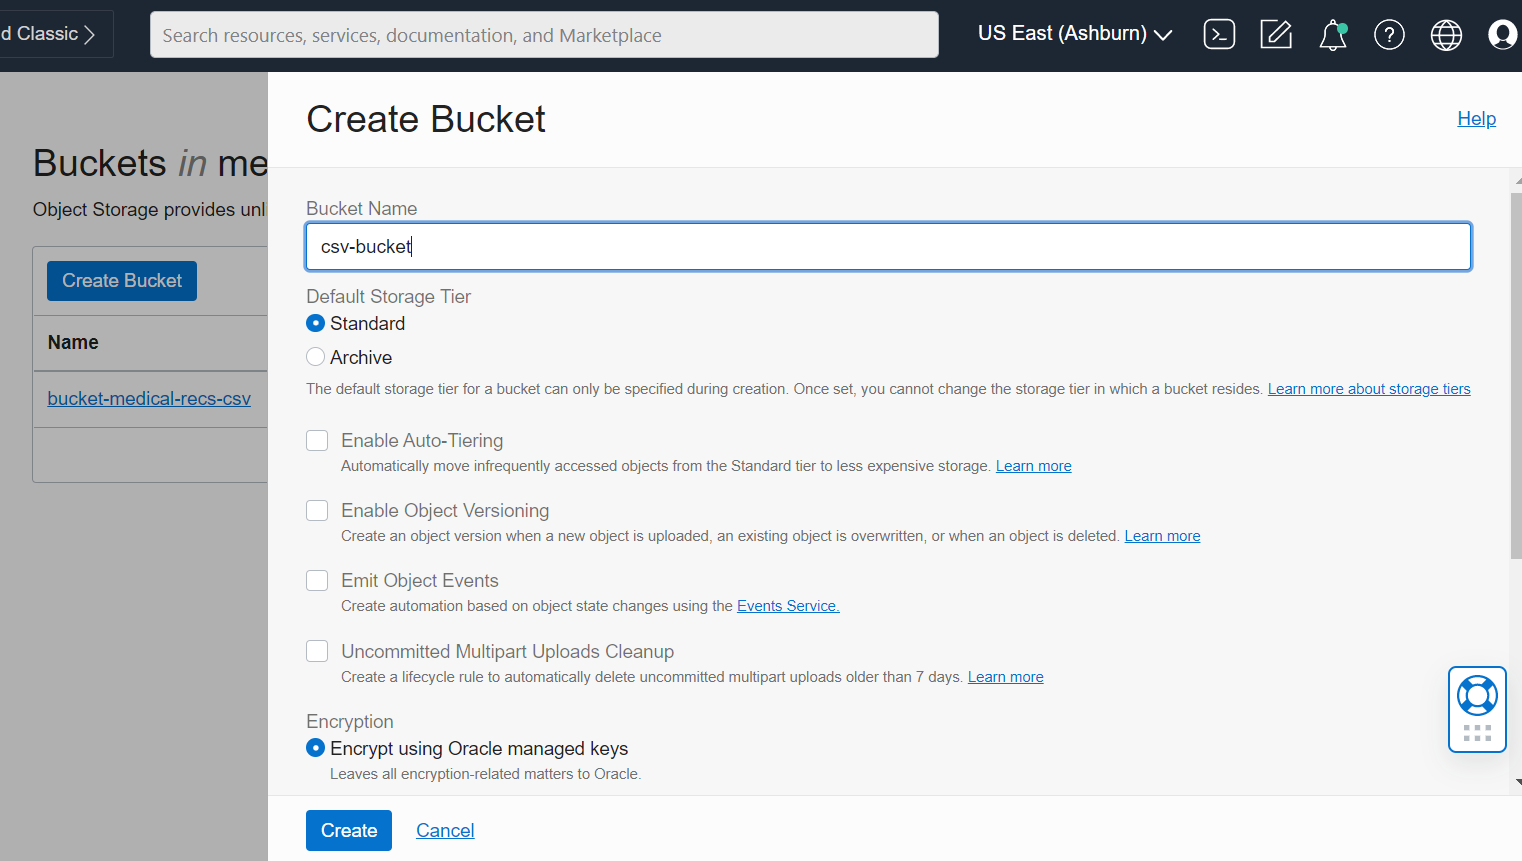 d Classic
Search resources, services, documentation, and Marketplace
US East (Ashburn)
Buckets in me
Object Storage provides unl
Create Bucket
Name
bucket-medical-recs-csv
Create Bucket
Help
Bucket Name
csv-bucket
Default Storage Tier
Standard
Archive
The default storage tier for a bucket can only be specified during creation. Once set, you cannot change the storage tier in which a bucket resides. Learn more about storage tiers
Enable Auto-Tiering
Automatically move infrequently accessed objects from the Standard tier to less expensive storage. Learn more
Enable Object Versioning
Create an object version when a new object is uploaded, an existing object is overwritten, or when an object is deleted. Learn more
Emit Object Events
Create automation based on object state changes using the Events Service.
Uncommitted Multipart Uploads Cleanup
Create a lifecycle rule to automatically delete uncommitted multipart uploads older than 7 days. Learn more
Encryption
Encrypt using Oracle managed keys
Leaves all encryption-related matters to Oracle.
Create Cancel